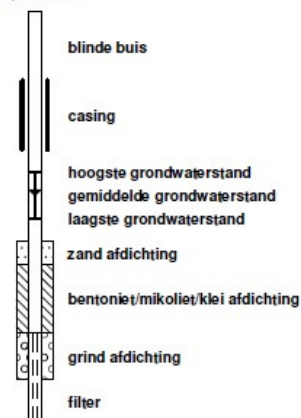 blinde buis
casing
hoogste grondwaterstand
gemiddelde grondwaterstand
laagste grondwaterstand
zand afdichting
bentoniet/mikoliet/klei afdichting
grind afdichting
filter